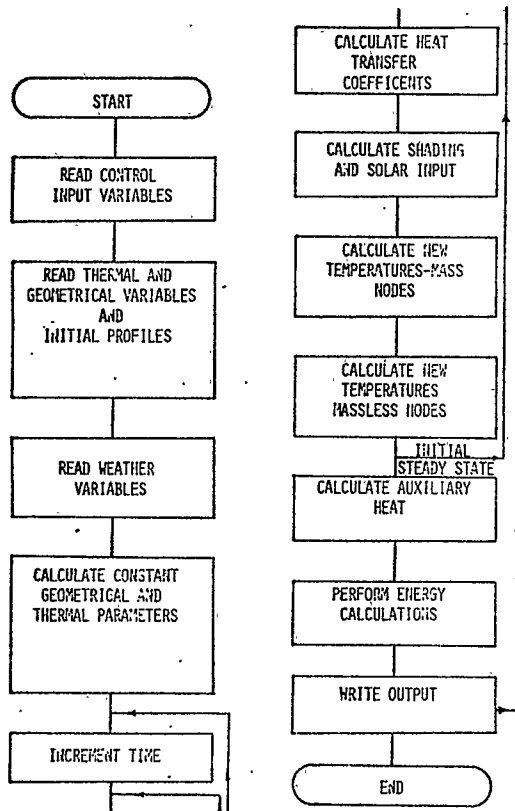 START
READ CONTROL
INPUT VARIABLES
READ THERMAL AND
GEOMETRICAL VARIABLES
AND
INITIAL PROFILES
READ WEATHER
VARIABLES
CALCULATE CONSTANT
GEOMETRICAL AND
THERMAL PARAMETERS
INCREMENT TIME
CALCULATE HEAT
TRANSFER
COEFFICENTS
CALCULATE SHADING
AND SOLAR INPUT
CALCULATE NEW
TEMPERATURES-MASS
NODES
CALCULATE NEW
TEMPERATURES
MASSLESS NODES
INITIAL
STEADY STATE
CALCULATE AUXILIARY
HEAT
PERFORM ENERGY
CALCULATIONS
WRITE OUTPUT
END